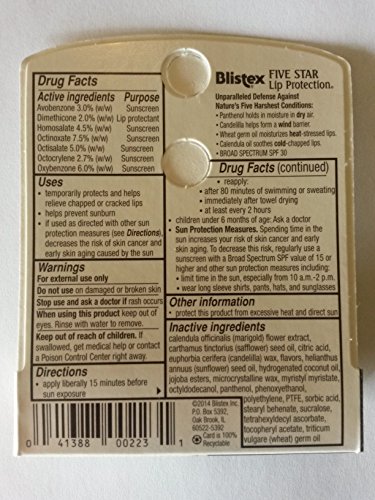 Drug Facts
Active ingredients Purpose
Avobenzone 3.0% (w/w) Sunscreen
Dimethicone 2.0% (w/w) Lip protectant
Homosalate 4.5% (w/w) Sunscreen
Octinoxate 7.5% (w/w) Sunscreen
Octisalate 5.0% (w/w) Sunscreen
Octocrylene 2.7% (w/w) Sunscreen
Oxybenzone 6.0% (w/w) Sunscreen
Uses
• temporarily protects and helps
relieve chapped or cracked lips
• helps prevent sunburn
• if used as directed with other sun
protection measures (see Directions),
decreases the risk of skin cancer and
early skin aging caused by the sun
Warnings
For external use only
Do not use on damaged or broken skin
Stop use and ask a doctor if rash occurs
When using this product keep out of
eyes. Rinse with water to remove.
Keep out of reach of children. If
swallowed, get medical help or contact
a Poison Control Center right away.
Directions
• apply liberally 15 minutes before
sun exposure
0 41388 00223 1
Blistex FIVE STAR
Lip Protection®
Unparalleled Defense Against
Nature's Five Harshest Conditions:
• Panthenol holds in moisture in dry air.
• Candelilla helps form a wind barrier.
• Wheat germ oil moisturizes heat-stressed lips.
• Calendula oil soothes cold-chapped lips.
• BROAD SPECTRUM SPF 30
Drug Facts (continued)
• reapply:
• after 80 minutes of swimming or sweating
• immediately after towel drying
• at least every 2 hours
• children under 6 months of age: Ask a doctor
• Sun Protection Measures. Spending time in the
sun increases your risk of skin cancer and early
skin aging. To decrease this risk, regularly use a
sunscreen with a Broad Spectrum SPF value of 15 or
higher and other sun protection measures including:
• limit time in the sun, especially from 10 a.m. -2 p.m.
• wear long sleeve shirts, pants, hats, and sunglasses
Other information
• protect this product from excessive heat and direct sun
Inactive ingredients
calendula officinalis (marigold) flower extract,
carthamus tinctorius (safflower) seed oil, citric acid,
euphorbia cerifera (candelilla) wax, flavors, helianthus
annuus (sunflower) seed oil, hydrogenated coconut oil,
jojoba esters, microcrystalline wax, myristyl myristate,
octyldodecanol, panthenol, phenoxyethanol,
polyethylene, PTFE, sorbic acid,
stearyl behenate, sucralose,
tetrahexyldecyl ascorbate,
tocopheryl acetate, triticum
vulgare (wheat) germ oil
©2014 Blistex Inc.
P.O. Box 5392,
Oak Brook, IL
60522-5392
Card is 100%
Recyclable